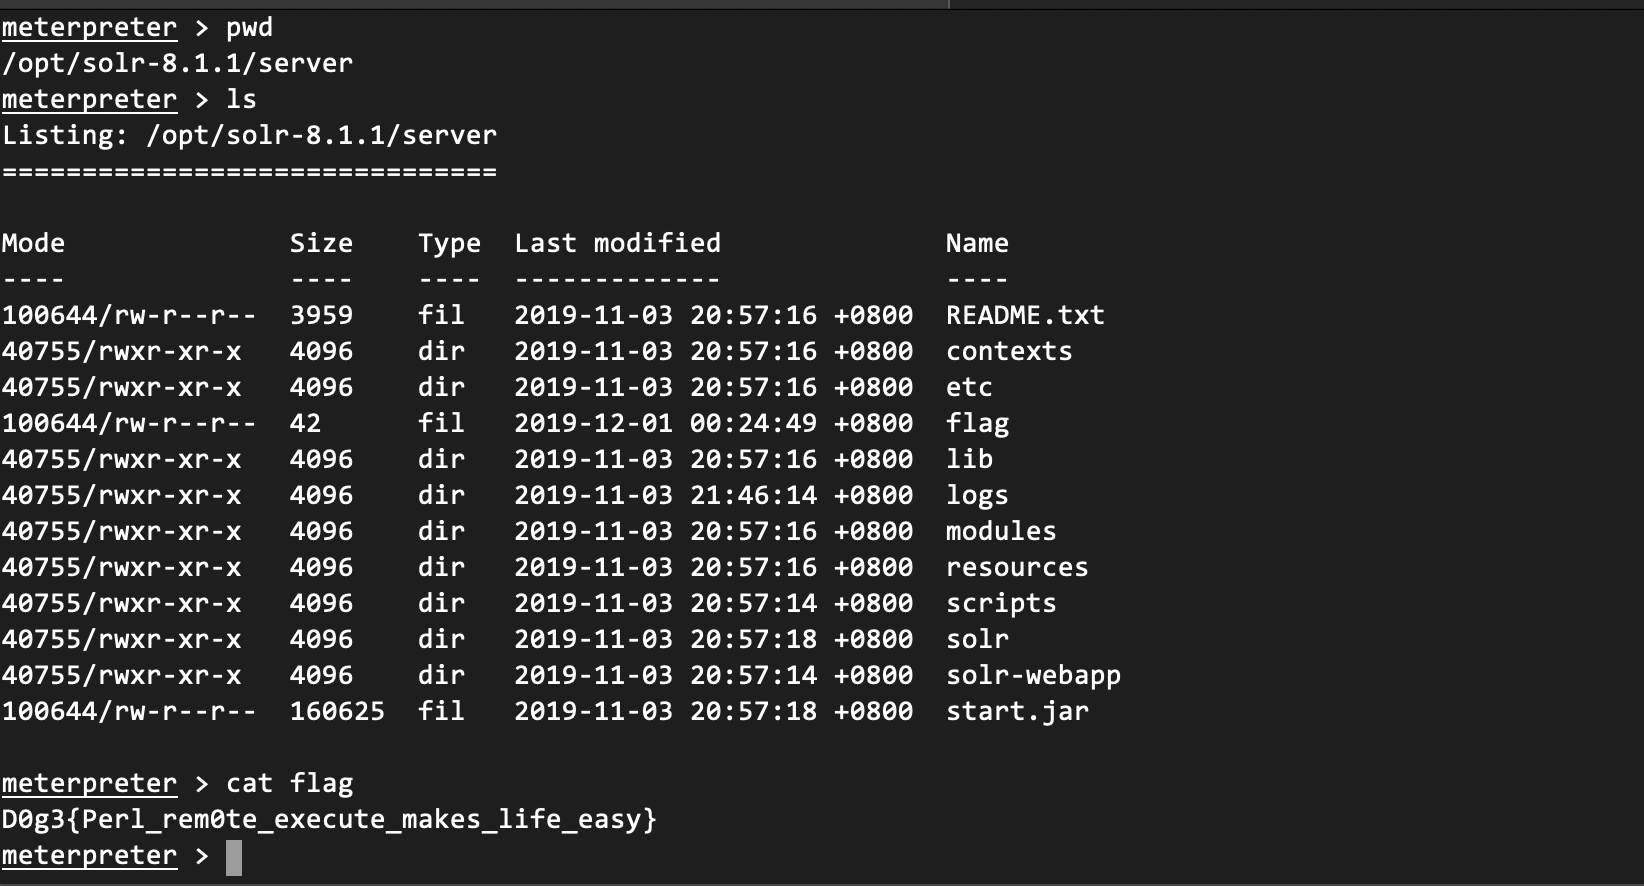 meterpreter > pwd
/opt/solr-8.1.1/server
meterpreter > ls
Listing: /opt/solr-8.1.1/server
===============================
Mode              Size    Type  Last modified              Name
----              ----    ----  -------------              ----
100644/rw-r--r--  3959    fil   2019-11-03 20:57:16 +0800  README.txt
40755/rwxr-xr-x   4096    dir   2019-11-03 20:57:16 +0800  contexts
40755/rwxr-xr-x   4096    dir   2019-11-03 20:57:16 +0800  etc
100644/rw-r--r--  42      fil   2019-12-01 00:24:49 +0800  flag
40755/rwxr-xr-x   4096    dir   2019-11-03 20:57:16 +0800  lib
40755/rwxr-xr-x   4096    dir   2019-11-03 21:46:14 +0800  logs
40755/rwxr-xr-x   4096    dir   2019-11-03 20:57:16 +0800  modules
40755/rwxr-xr-x   4096    dir   2019-11-03 20:57:16 +0800  resources
40755/rwxr-xr-x   4096    dir   2019-11-03 20:57:14 +0800  scripts
40755/rwxr-xr-x   4096    dir   2019-11-03 20:57:18 +0800  solr
40755/rwxr-xr-x   4096    dir   2019-11-03 20:57:14 +0800  solr-webapp
100644/rw-r--r--  160625  fil   2019-11-03 20:57:18 +0800  start.jar
meterpreter > cat flag
D0g3{Perl_rem0te_execute_makes_life_easy}
meterpreter >